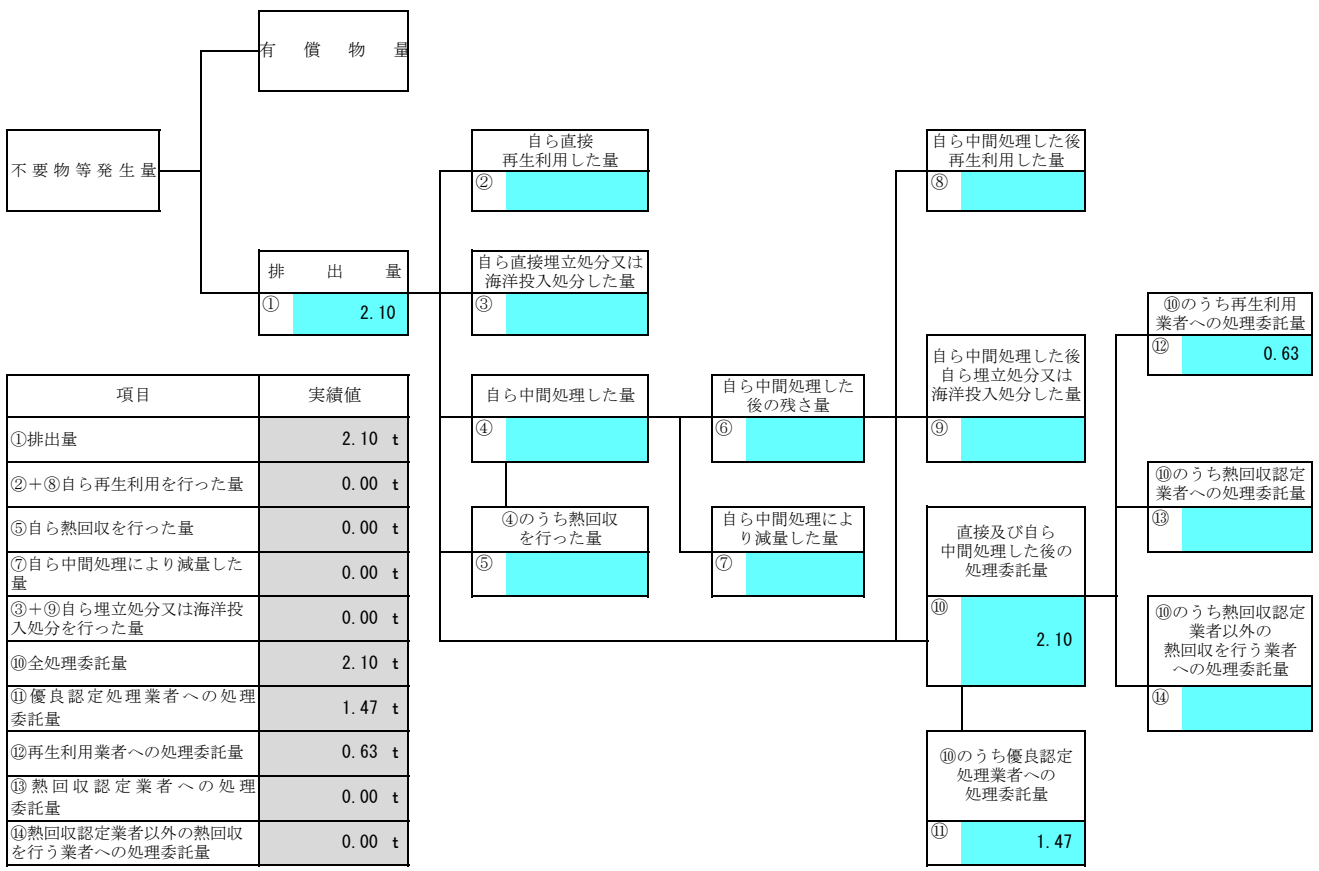 有償物量
不要物等発生量
排出量
① 2.10
自ら直接
再生利用した量
②
自ら直接埋立処分又は
海洋投入処分した量
③
自ら中間処理した量
④
④のうち熱回収
を行った量
⑤
自ら中間処理した
後の残さ量
⑥
自ら中間処理によ
り減量した量
⑦
自ら中間処理した後
再生利用した量
⑧
自ら中間処理した後
自ら埋立処分又は
海洋投入処分した量
⑨
直接及び自ら
中間処理した後の
処理委託量
⑩ 2.10
⑩のうち優良認定
処理業者への
処理委託量
⑪ 1.47
⑩のうち再生利用
業者への処理委託量
⑫ 0.63
⑩のうち熱回収認定
業者への処理委託量
⑬
⑩のうち熱回収認定
業者以外の
熱回収を行う業者
への処理委託量
⑭
項目 実績値
①排出量 2.10 t
②+⑧自ら再生利用を行った量 0.00 t
⑤自ら熱回収を行った量 0.00 t
⑦自ら中間処理により減量した
量 0.00 t
③+⑨自ら埋立処分又は海洋投
入処分を行った量 0.00 t
⑩全処理委託量 2.10 t
⑪優良認定処理業者への処理
委託量 1.47 t
⑫再生利用業者への処理委託量 0.63 t
⑬熱回収認定業者への処理
委託量 0.00 t
⑭熱回収認定業者以外の熱回収
を行う業者への処理委託量 0.00 t